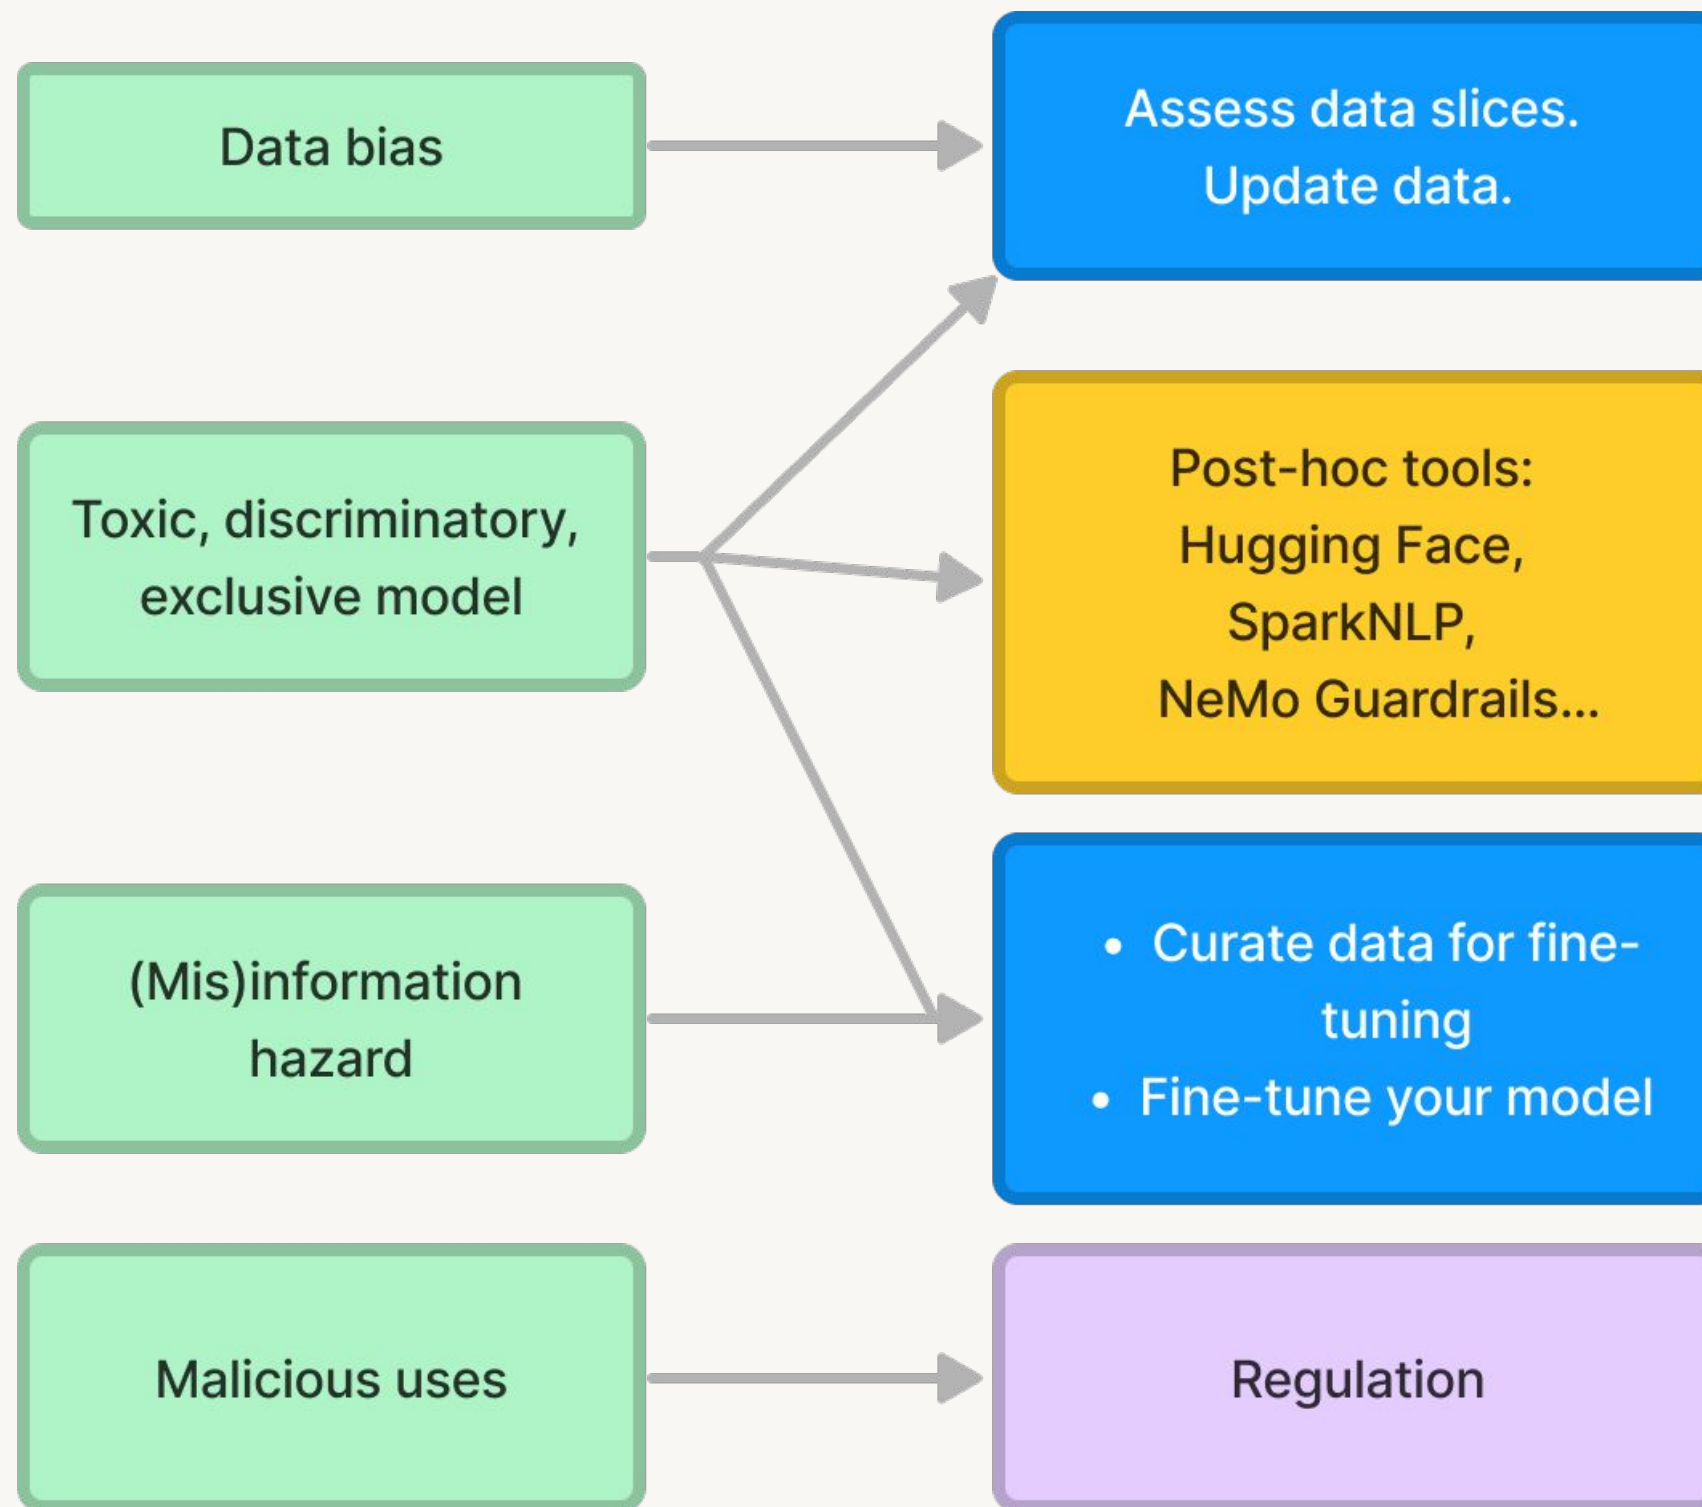 Data bias
Assess data slices.
Update data.
Toxic, discriminatory,
exclusive model
Post-hoc tools:
Hugging Face,
SparkNLP,
NeMo Guardrails...
(Mis)information
hazard
• Curate data for fine-
tuning
• Fine-tune your model
Malicious uses
Regulation